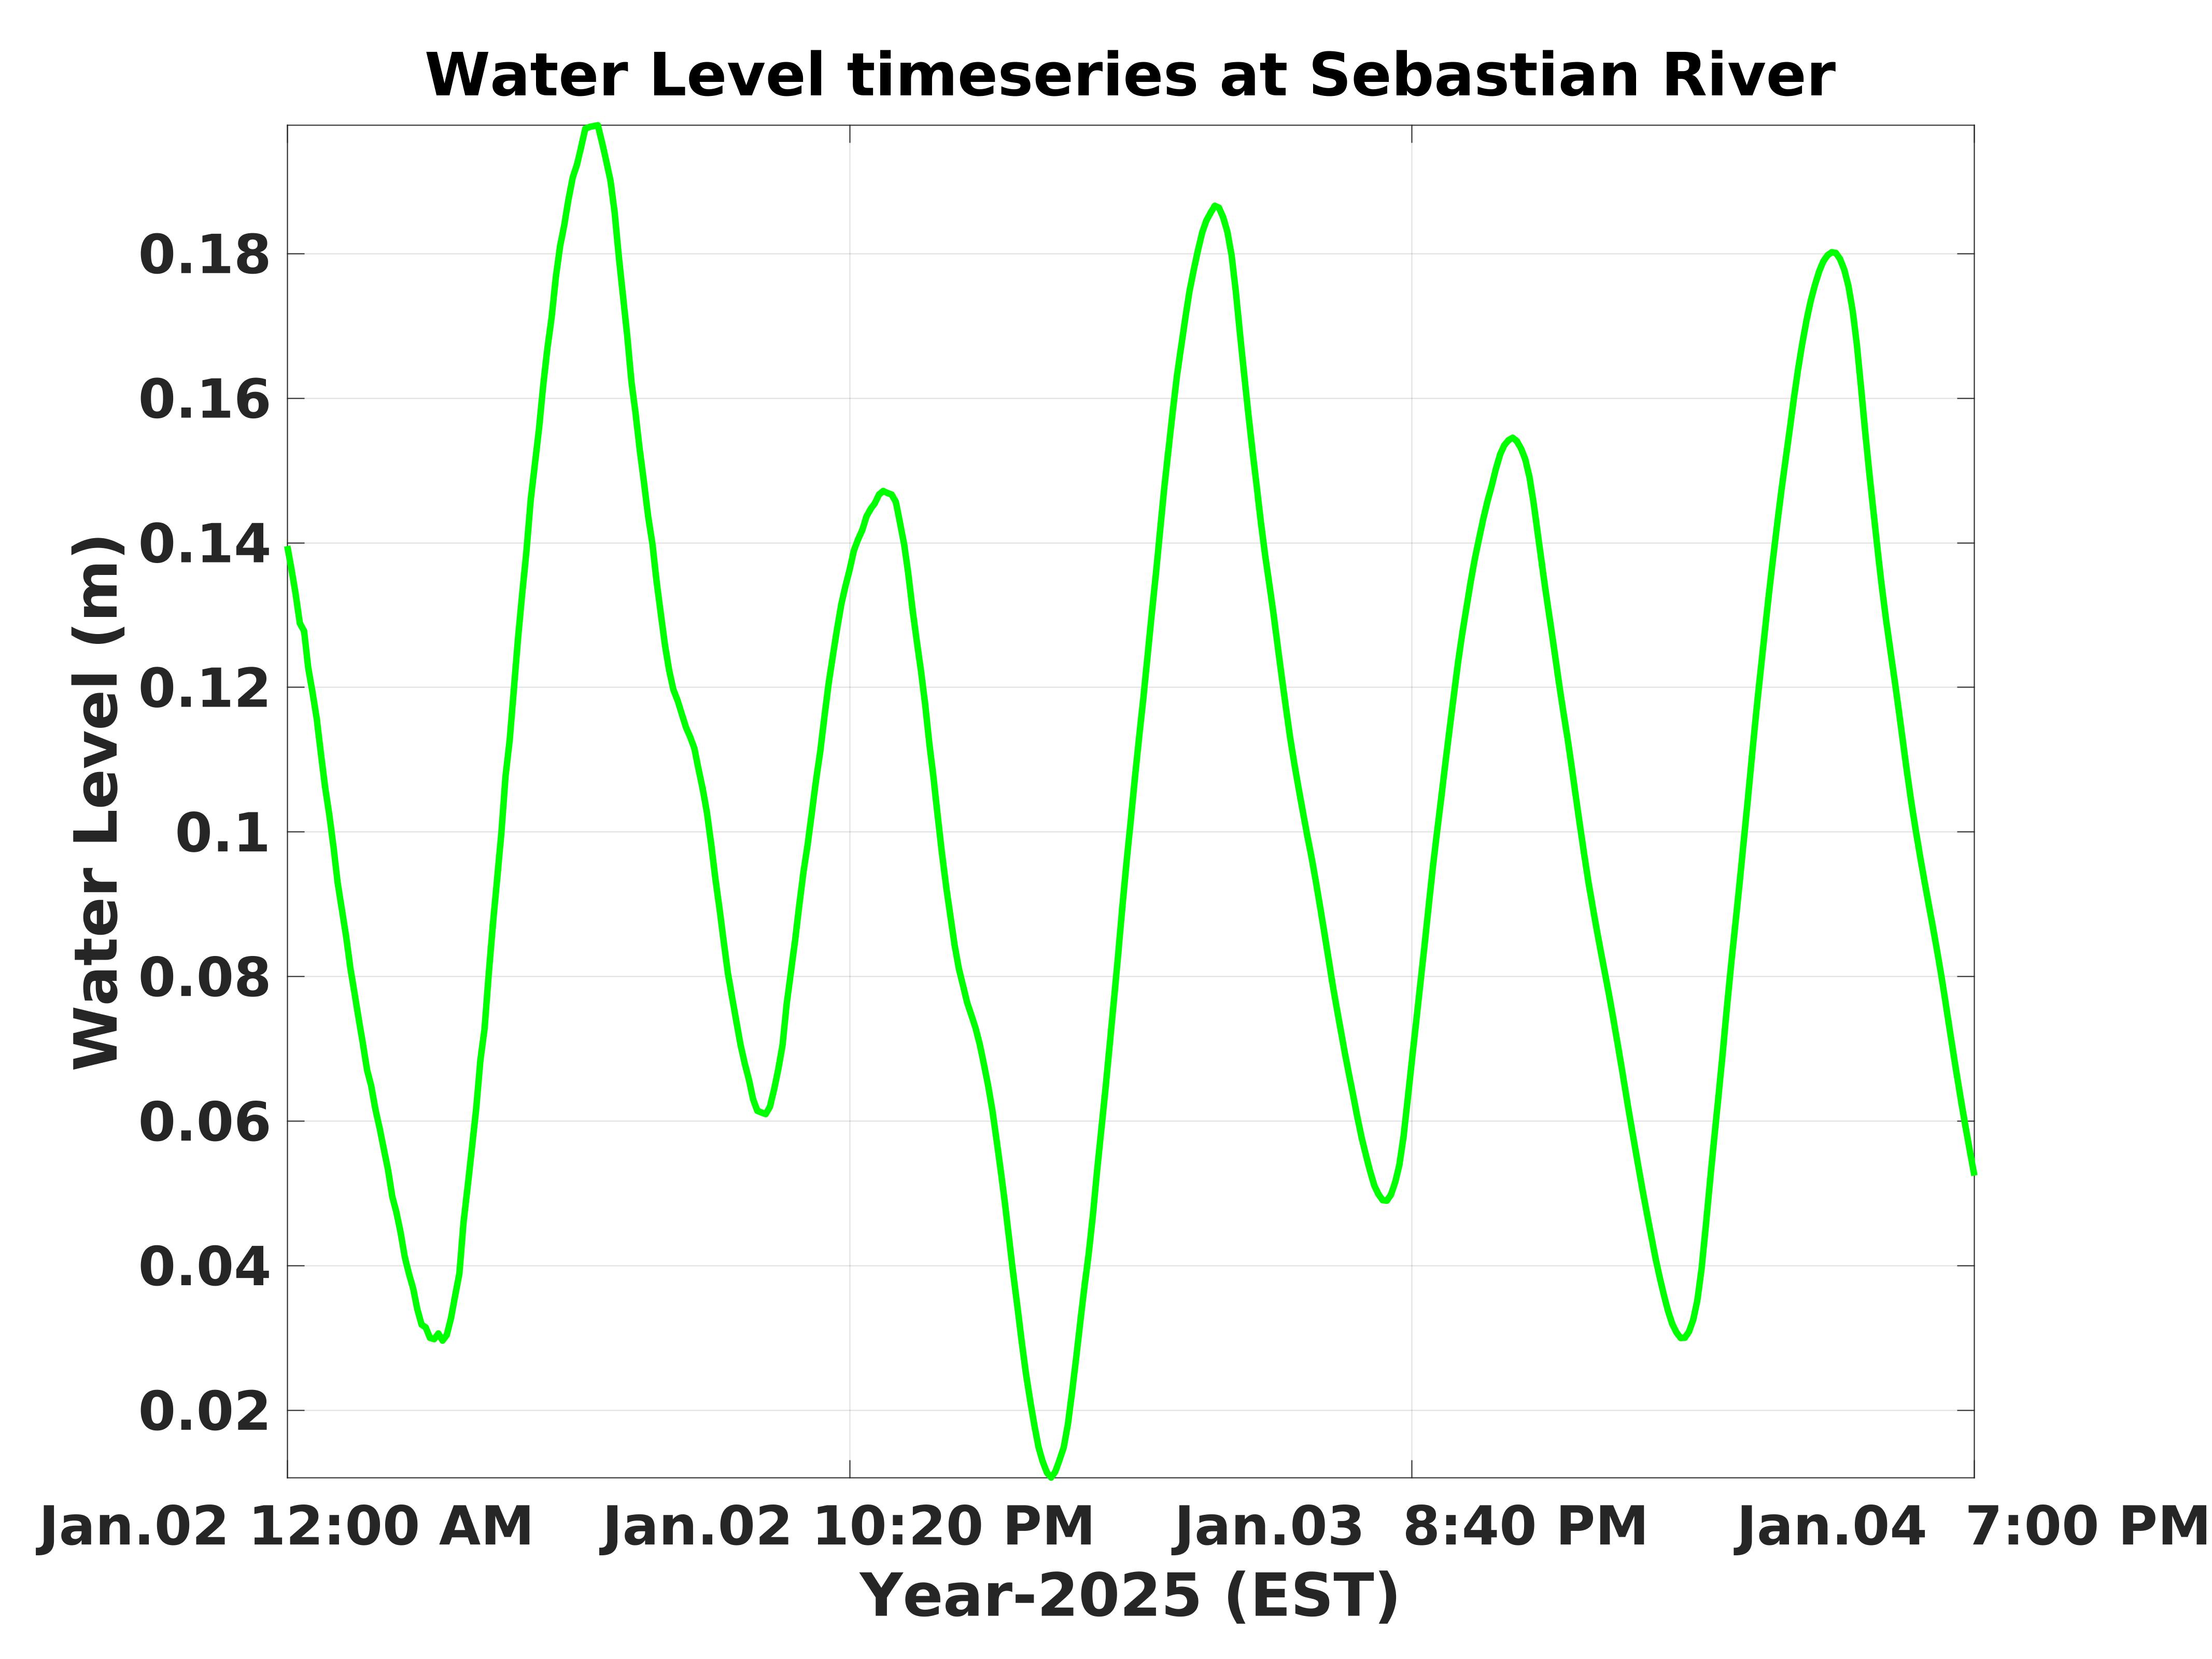 Water Level timeseries at Sebastian River
Water Level (m)
0.18
0.16
0.14
0.12
0.1
0.08
0.06
0.04
0.02
Jan.02 12:00 AM Jan.02 10:20 PM Jan.03 8:40 PM Jan.04 7:00 PM
Year-2025 (EST)